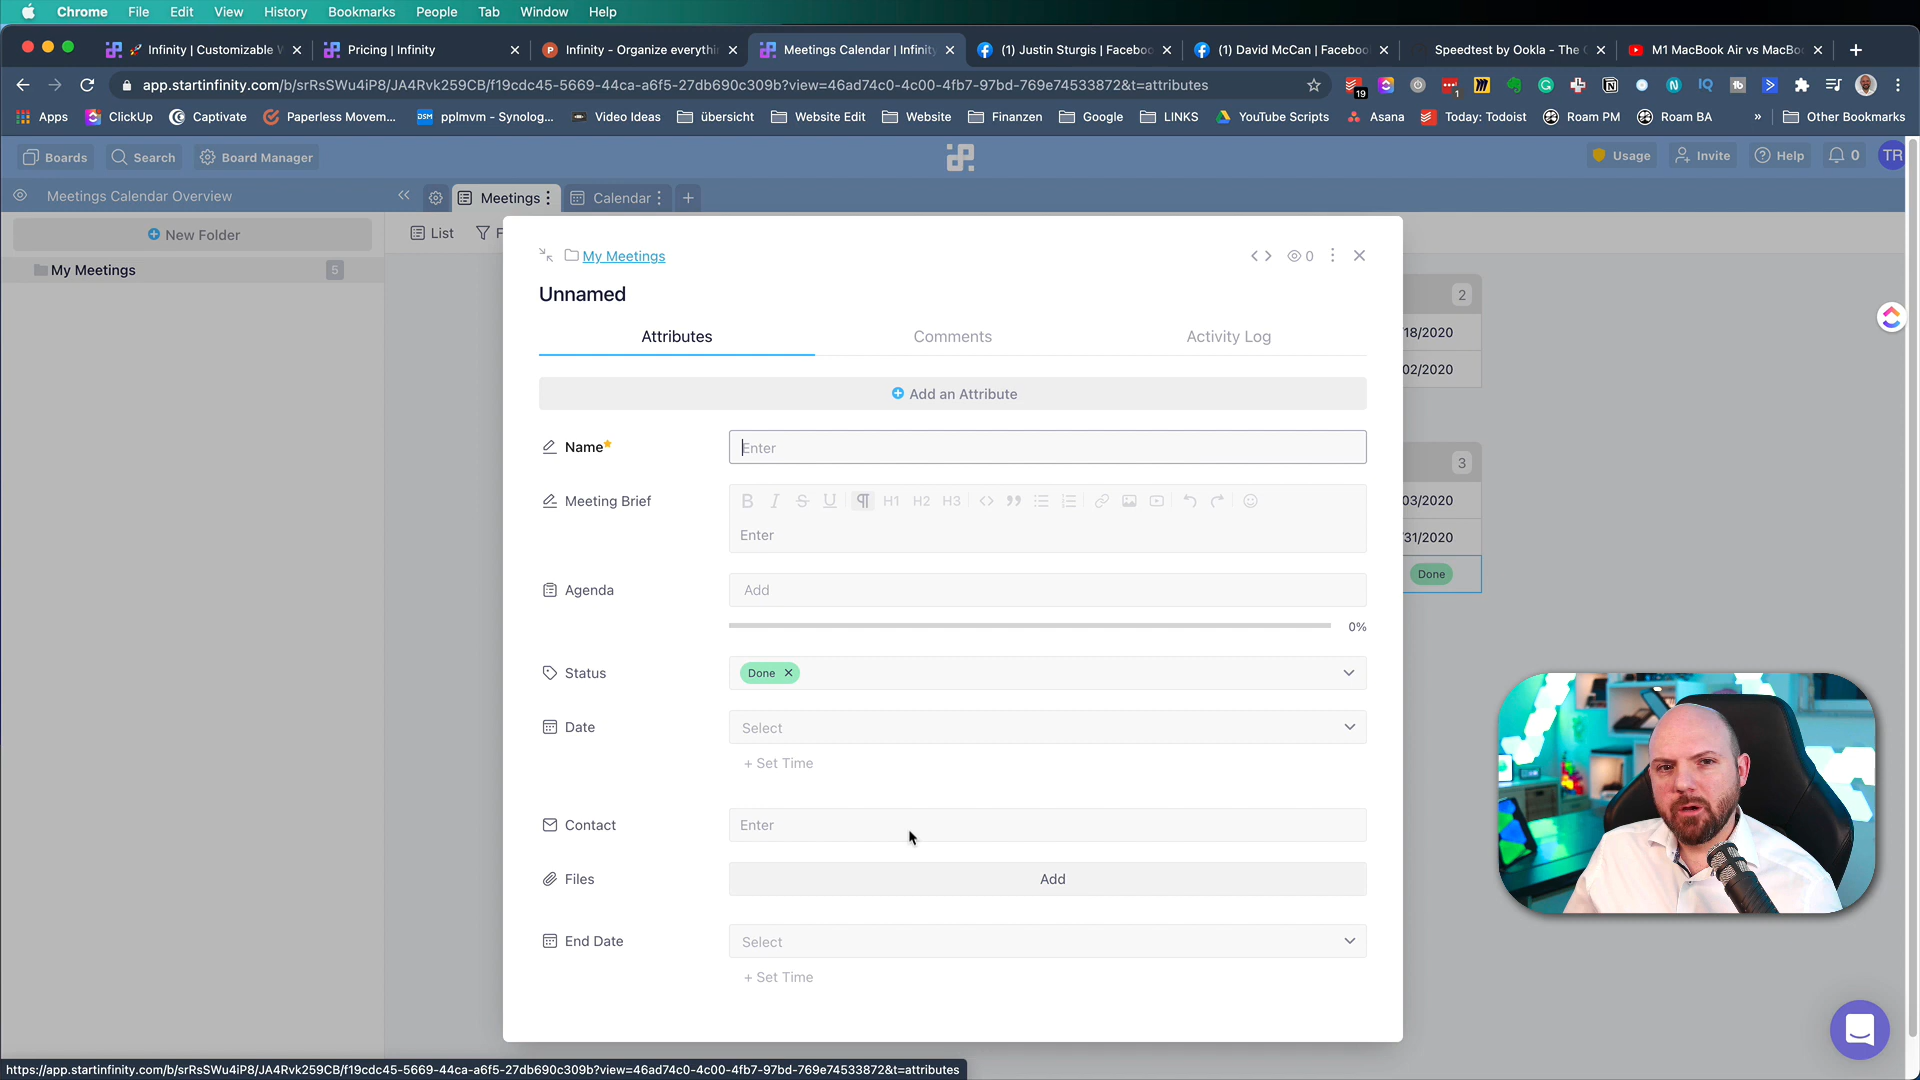 Chrome File Edit View History Bookmarks People Tab Window Help
Infinity | Customizable W
Pricing | Infinity
Infinity - Organize everythi
Meetings Calendar | Infinity
(1) Justin Sturgis | Facebo
(1) David McCan | Facebo
Speedtest by Ookla - The
M1 MacBook Air vs MacBo
app.startinfinity.com/b/srRsSWu4iP8/JA4Rvk259CB/f19cdc45-5669-44ca-a6f5-27db690c309b?view=46ad74c0-4c00-4fb7-97bd-769e74533872&t=attributes
19
1
Apps ClickUp Captivate Paperless Movem... pplmvm - Synolog... Video Ideas übersicht Website Edit Website Finanzen Google LINKS YouTube Scripts Asana Today: Todoist Roam PM Roam BA » Other Bookmarks
Boards Search Board Manager Usage Invite Help 0 TR
Meetings Calendar Overview « Meetings Calendar
New Folder List F
My Meetings 5
My Meetings 0
Unnamed
Attributes Comments Activity Log
Add an Attribute
Name Enter
Meeting Brief B I S U H1 H2 H3
Enter
Agenda Add
0%
Status Done
Date Select
+ Set Time
Contact Enter
Files Add
End Date Select
+ Set Time
2
/18/2020
02/2020
3
03/2020
/31/2020
Done
https://app.startinfinity.com/b/srRsSWu4iP8/JA4Rvk259CB/f19cdc45-5669-44ca-a6f5-27db690c309b?view=46ad74c0-4c00-4fb7-97bd-769e74533872&t=attributes